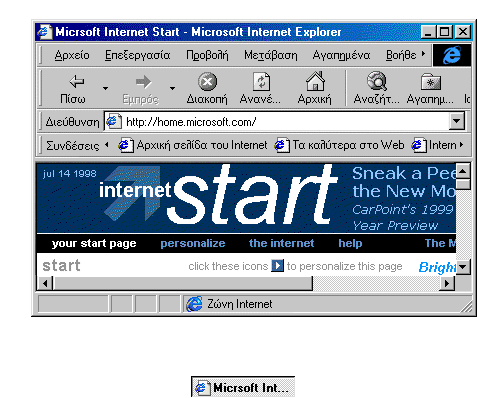 Micrsoft Internet Start - Microsoft Internet Explorer
Αρχείο Επεξεργασία Προβολή Μετάβαση Αγαπημένα Βοήθε
Πίσω Εμπρός Διακοπή Ανανέ... Αρχική Αναζήτ... Αγαπημ... Ic
Διεύθυνση http://home.microsoft.com/
Συνδέσεις Αρχική σελίδα του Internet Τα καλύτερα στο Web Intern
jul 14 1998
internet start
Sneak a Pee
the New Mo
CarPoint's 1999
Year Preview
your start page personalize the internet help The M
start click these icons to personalize this page Bright
Ζώνη Internet
Micrsoft Int...